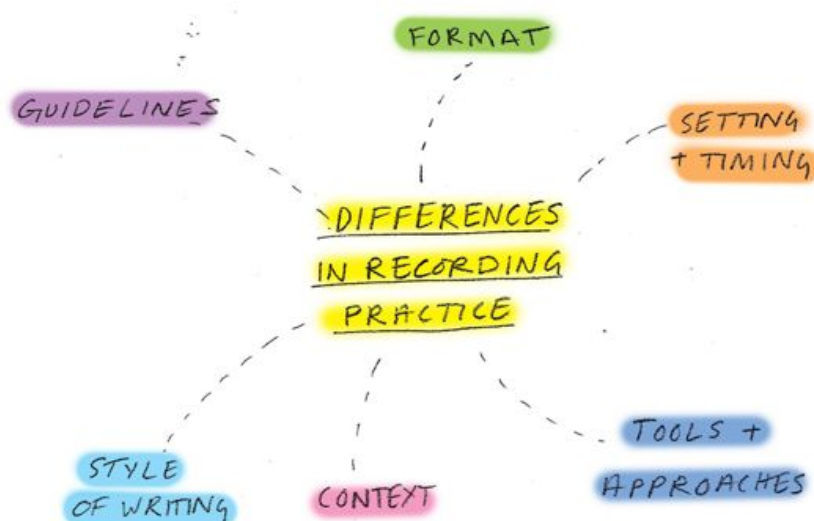 FORMAT
GUIDELINES
SETTING
+ TIMING
DIFFERENCES
IN RECORDING
PRACTICE
TOOLS +
APPROACHES
STYLE
OF WRITING
CONTEXT